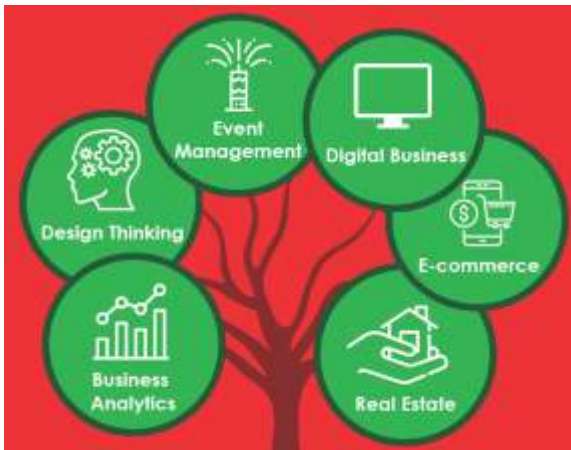 Event
Management
Digital Business
Design Thinking
$
E-commerce
Business
Analytics
Real Estate